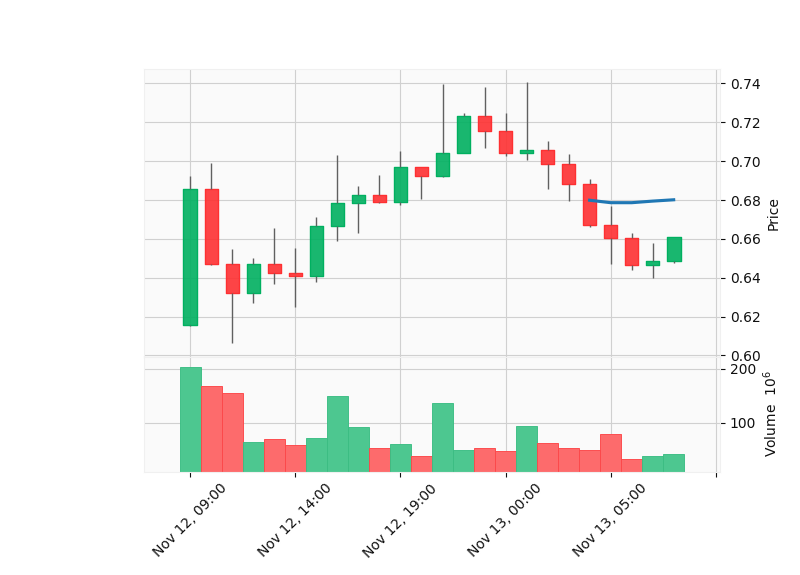 0.74
0.72
0.70
0.68
0.66
0.64
0.62
0.60
Price
200
100
Volume 10^6
Nov 12, 09:00
Nov 12, 14:00
Nov 12, 19:00
Nov 13, 00:00
Nov 13, 05:00